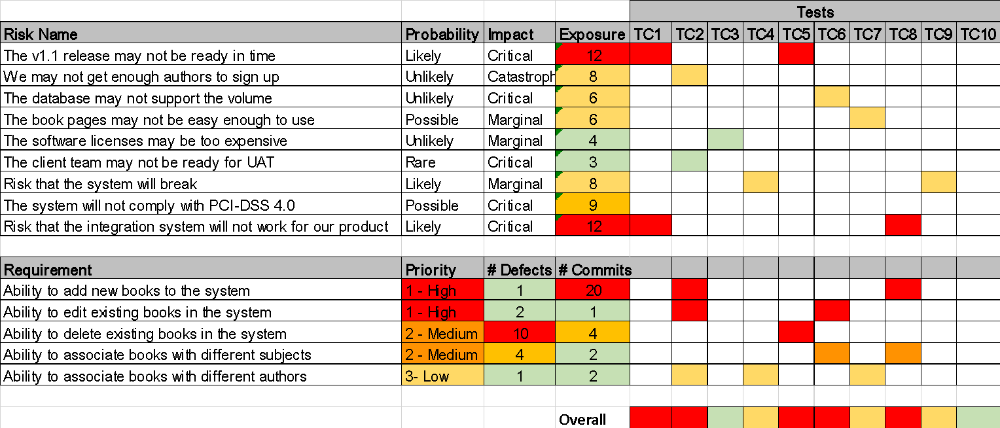 Tests
Risk Name Probability Impact Exposure TC1 TC2 TC3 TC4 TC5 TC6 TC7 TC8 TC9 TC10
The v1.1 release may not be ready in time Likely Critical 12
We may not get enough authors to sign up Unlikely Catastroph 8
The database may not support the volume Unlikely Critical 6
The book pages may not be easy enough to use Possible Marginal 6
The software licenses may be too expensive Unlikely Marginal 4
The client team may not be ready for UAT Rare Critical 3
Risk that the system will break Likely Marginal 8
The system will not comply with PCI-DSS 4.0 Possible Critical 9
Risk that the integration system will not work for our product Likely Critical 12
Requirement Priority # Defects # Commits
Ability to add new books to the system 1 - High 1 20
Ability to edit existing books in the system 1 - High 2 1
Ability to delete existing books in the system 2 - Medium 10 4
Ability to associate books with different subjects 2 - Medium 4 2
Ability to associate books with different authors 3- Low 1 2
Overall